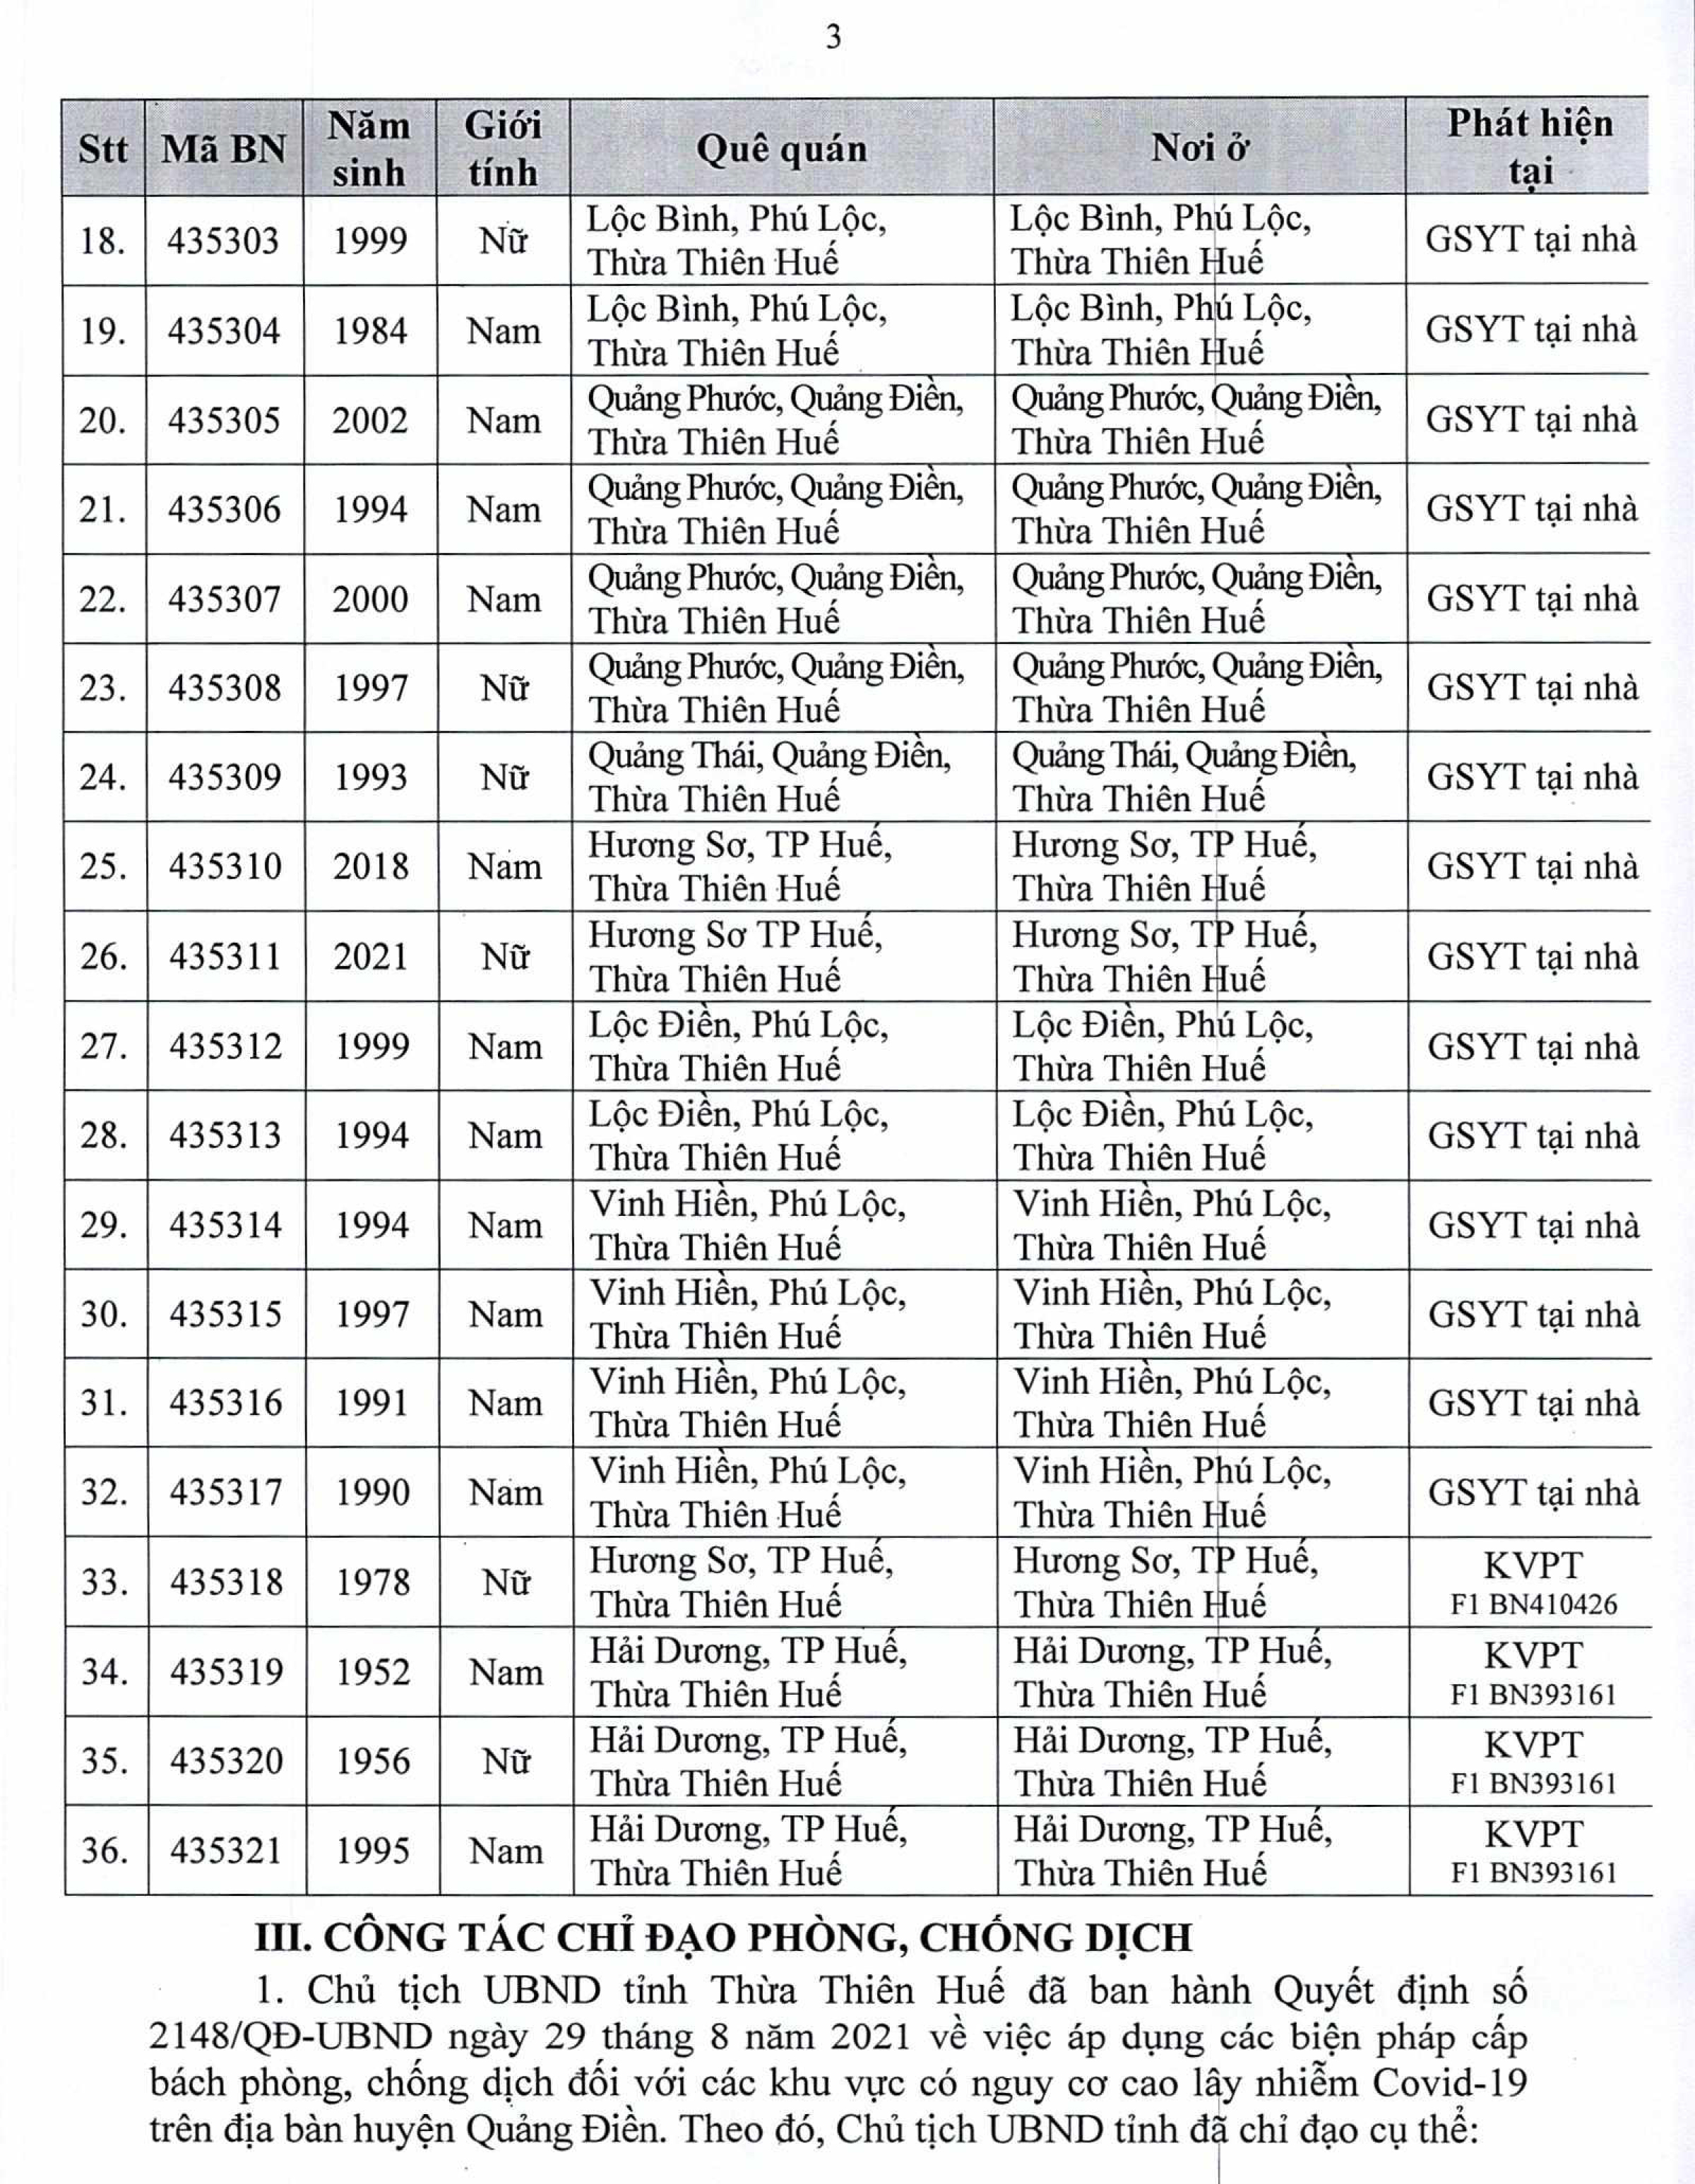 3
Stt Mã BN Năm sinh Giới tính Quê quán Nơi ở Phát hiện tại
18. 435303 1999 Nữ Lộc Bình, Phú Lộc, Thừa Thiên Huế Lộc Bình, Phú Lộc, Thừa Thiên Huế GSYT tại nhà
19. 435304 1984 Nam Lộc Bình, Phú Lộc, Thừa Thiên Huế Lộc Bình, Phú Lộc, Thừa Thiên Huế GSYT tại nhà
20. 435305 2002 Nam Quảng Phước, Quảng Điền, Thừa Thiên Huế Quảng Phước, Quảng Điền, Thừa Thiên Huế GSYT tại nhà
21. 435306 1994 Nam Quảng Phước, Quảng Điền, Thừa Thiên Huế Quảng Phước, Quảng Điền, Thừa Thiên Huế GSYT tại nhà
22. 435307 2000 Nam Quảng Phước, Quảng Điền, Thừa Thiên Huế Quảng Phước, Quảng Điền, Thừa Thiên Huế GSYT tại nhà
23. 435308 1997 Nữ Quảng Phước, Quảng Điền, Thừa Thiên Huế Quảng Phước, Quảng Điền, Thừa Thiên Huế GSYT tại nhà
24. 435309 1993 Nữ Quảng Thái, Quảng Điền, Thừa Thiên Huế Quảng Thái, Quảng Điền, Thừa Thiên Huế GSYT tại nhà
25. 435310 2018 Nam Hương Sơ, TP Huế, Thừa Thiên Huế Hương Sơ, TP Huế, Thừa Thiên Huế GSYT tại nhà
26. 435311 2021 Nữ Hương Sơ TP Huế, Thừa Thiên Huế Hương Sơ, TP Huế, Thừa Thiên Huế GSYT tại nhà
27. 435312 1999 Nam Lộc Điền, Phú Lộc, Thừa Thiên Huế Lộc Điền, Phú Lộc, Thừa Thiên Huế GSYT tại nhà
28. 435313 1994 Nam Lộc Điền, Phú Lộc, Thừa Thiên Huế Lộc Điền, Phú Lộc, Thừa Thiên Huế GSYT tại nhà
29. 435314 1994 Nam Vinh Hiền, Phú Lộc, Thừa Thiên Huế Vinh Hiền, Phú Lộc, Thừa Thiên Huế GSYT tại nhà
30. 435315 1997 Nam Vinh Hiền, Phú Lộc, Thừa Thiên Huế Vinh Hiền, Phú Lộc, Thừa Thiên Huế GSYT tại nhà
31. 435316 1991 Nam Vinh Hiền, Phú Lộc, Thừa Thiên Huế Vinh Hiền, Phú Lộc, Thừa Thiên Huế GSYT tại nhà
32. 435317 1990 Nam Vinh Hiền, Phú Lộc, Thừa Thiên Huế Vinh Hiền, Phú Lộc, Thừa Thiên Huế GSYT tại nhà
33. 435318 1978 Nữ Hương Sơ, TP Huế, Thừa Thiên Huế Hương Sơ, TP Huế, Thừa Thiên Huế KVPT F1 BN410426
34. 435319 1952 Nam Hải Dương, TP Huế, Thừa Thiên Huế Hải Dương, TP Huế, Thừa Thiên Huế KVPT F1 BN393161
35. 435320 1956 Nữ Hải Dương, TP Huế, Thừa Thiên Huế Hải Dương, TP Huế, Thừa Thiên Huế KVPT F1 BN393161
36. 435321 1995 Nam Hải Dương, TP Huế, Thừa Thiên Huế Hải Dương, TP Huế, Thừa Thiên Huế KVPT F1 BN393161
III. CÔNG TÁC CHỈ ĐẠO PHÒNG, CHỐNG DỊCH
1. Chủ tịch UBND tỉnh Thừa Thiên Huế đã ban hành Quyết định số
2148/QĐ-UBND ngày 29 tháng 8 năm 2021 về việc áp dụng các biện pháp cấp
bách phòng, chống dịch đối với các khu vực có nguy cơ cao lây nhiễm Covid-19
trên địa bàn huyện Quảng Điền. Theo đó, Chủ tịch UBND tỉnh đã chỉ đạo cụ thể: